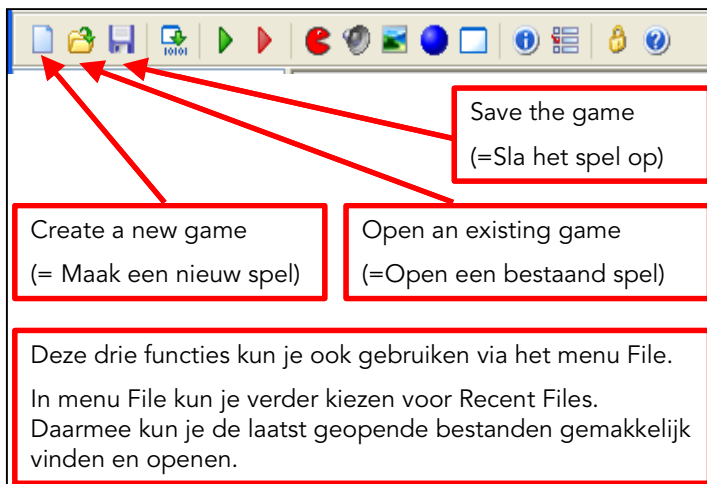 10101
Save the game
(=Sla het spel op)
Create a new game
(= Maak een nieuw spel)
Open an existing game
(=Open een bestaand spel)
Deze drie functies kun je ook gebruiken via het menu File.
In menu File kun je verder kiezen voor Recent Files.
Daarmee kun je de laatst geopende bestanden gemakkelijk
vinden en openen.